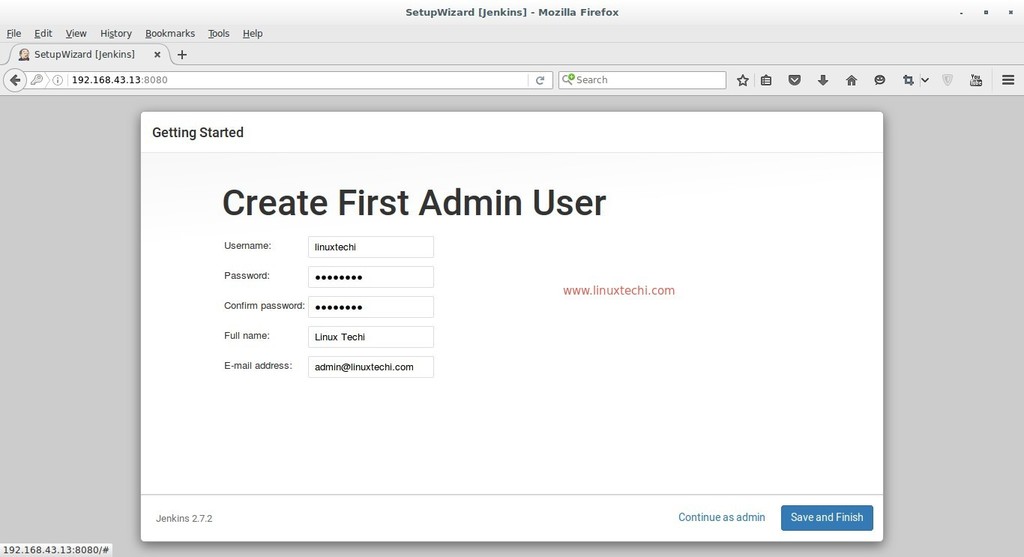 SetupWizard [Jenkins] - Mozilla Firefox
File Edit View History Bookmarks Tools Help
SetupWizard [Jenkins]
192.168.43.13:8080 Search
Getting Started
Create First Admin User
Username: linuxtechi
Password: ●●●●●●●●
www.linuxtechi.com
Confirm password: ●●●●●●●●
Full name: Linux Techi
E-mail address: admin@linuxtechi.com
Jenkins 2.7.2 Continue as admin Save and Finish
192.168.43.13:8080/#